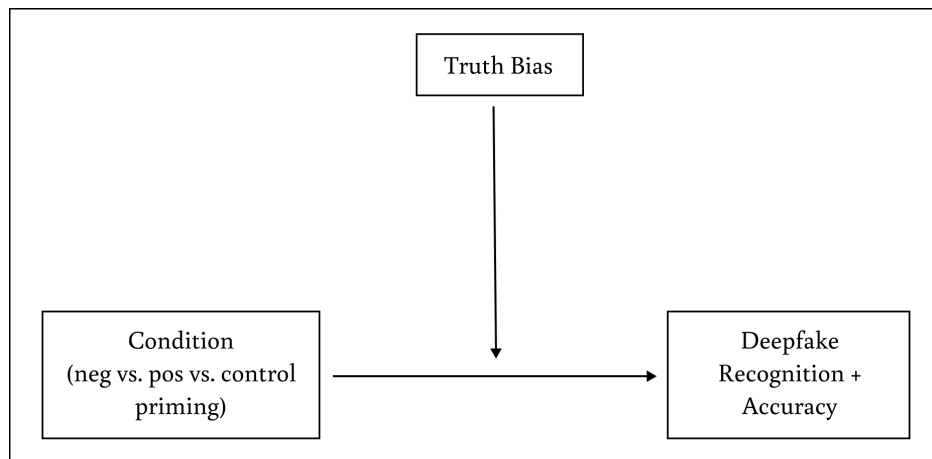 Truth Bias
Condition
(neg vs. pos vs. control
priming)
Deepfake
Recognition +
Accuracy